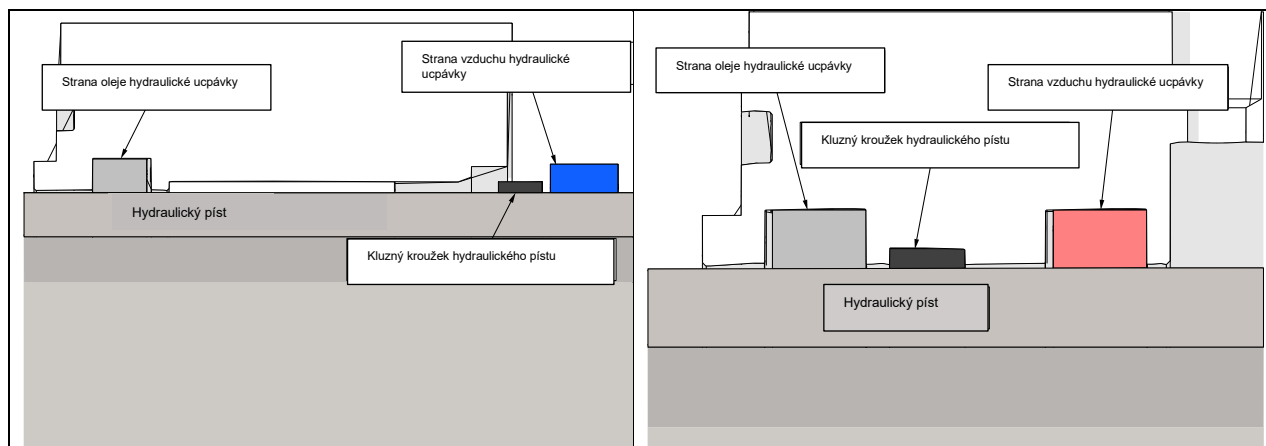 Strana oleje hydraulické ucpávky
Strana vzduchu hydraulické
ucpávky
Hydraulický píst
Kluzný kroužek hydraulického pístu
Strana oleje hydraulické ucpávky
Strana vzduchu hydraulické ucpávky
Kluzný kroužek hydraulického pístu
Hydraulický píst